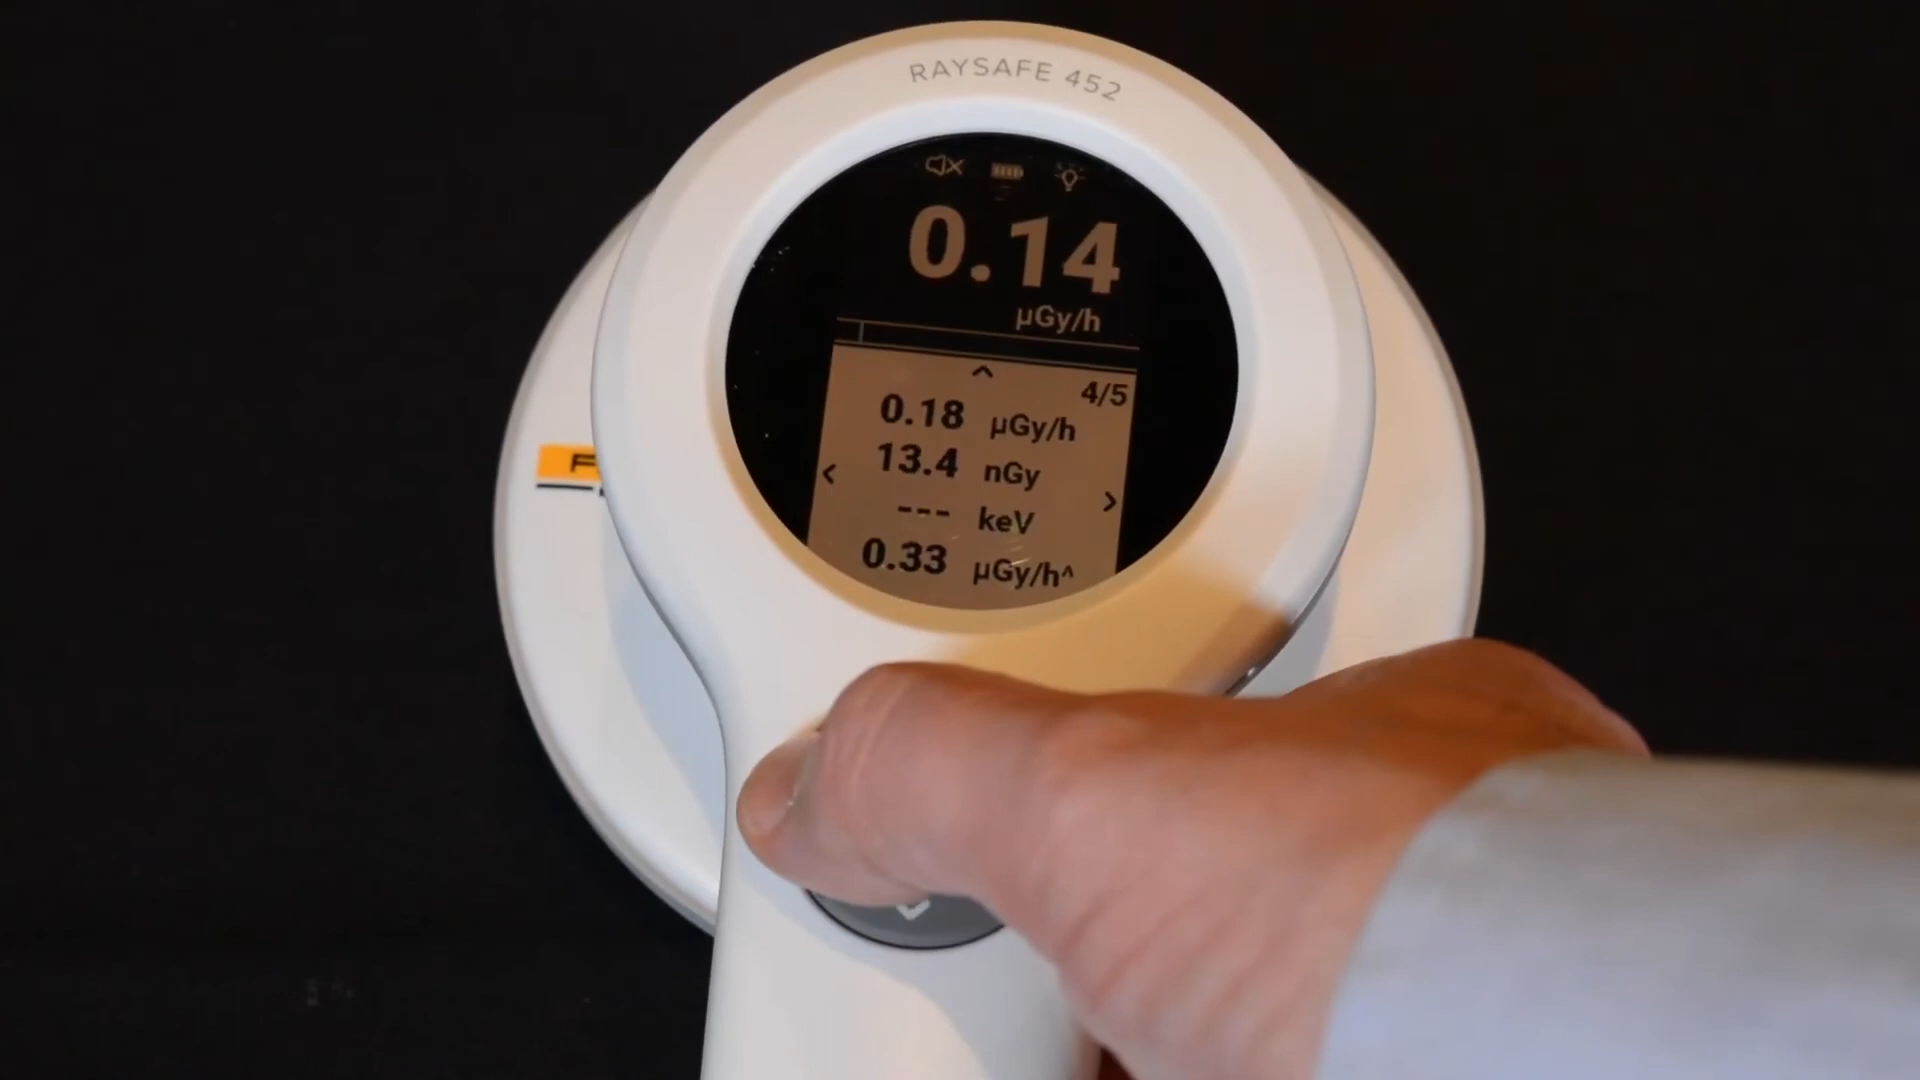 RAYSAFE 452
0.14
µGy/h
4/5
0.18 µGy/h
13.4 nGy
--- keV
0.33 µGy/h^
F